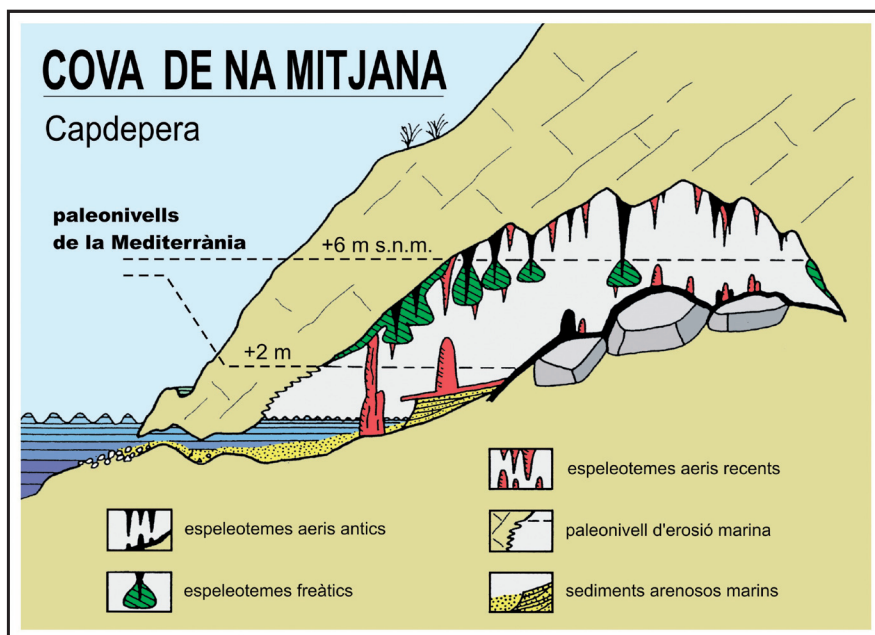 COVA DE NA MITJANA
Capdepera
paleonivells
de la Mediterrània
+6 m s.n.m.
+2 m
espeleotemes aeris recents
espeleotemes aeris antics
paleonivell d'erosió marina
espeleotemes freàtics
sediments arenosos marins